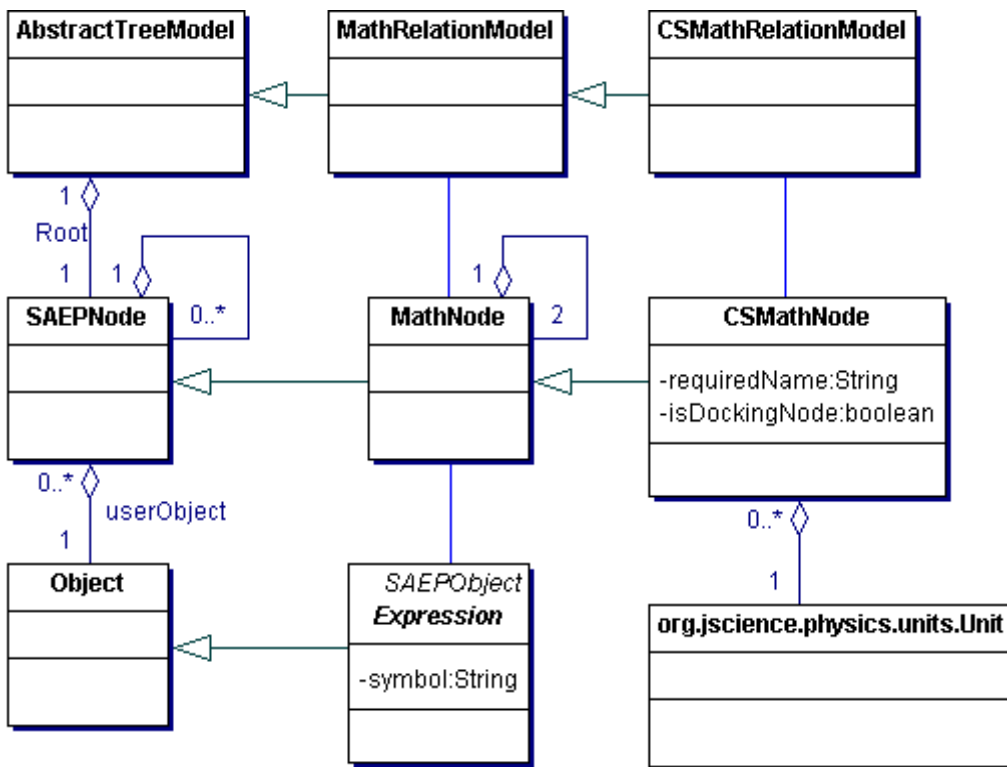 AbstractTreeModel
MathRelationModel
CSMathRelationModel
1
Root
1
1
0..*
1
2
SAEPNode
MathNode
CSMathNode
-requiredName:String
-isDockingNode:boolean
0..*
userObject
1
0..*
1
Object
SAEPObject
Expression
-symbol:String
org.jscience.physics.units.Unit